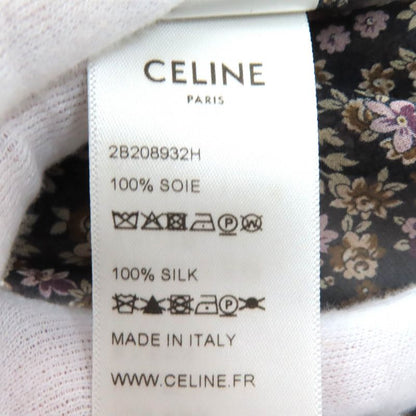 CELINE
PARIS
2B208932H
100% SOIE
100% SILK
MADE IN ITALY
WWW.CELINE.FR